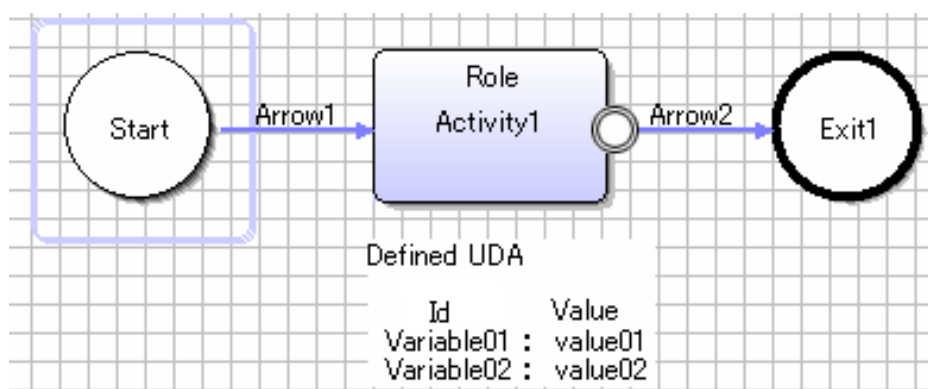 Start
Arrow1
Role
Activity1
Arrow2
Exit1
Defined UDA
Id Value
Variable01 : value01
Variable02 : value02